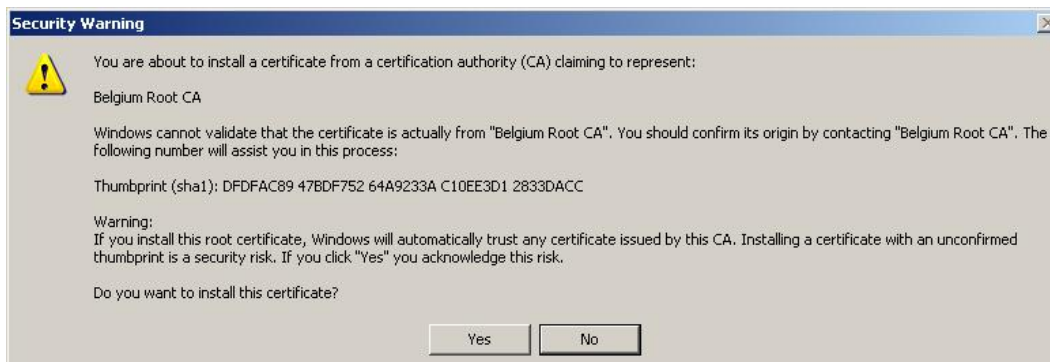 Security Warning
You are about to install a certificate from a certification authority (CA) claiming to represent:
Belgium Root CA
Windows cannot validate that the certificate is actually from "Belgium Root CA". You should confirm its origin by contacting "Belgium Root CA". The
following number will assist you in this process:
Thumbprint (sha1): DFDFAC89 47BDF752 64A9233A C10EE3D1 2833DACC
Warning:
If you install this root certificate, Windows will automatically trust any certificate issued by this CA. Installing a certificate with an unconfirmed
thumbprint is a security risk. If you click "Yes" you acknowledge this risk.
Do you want to install this certificate?
Yes
No